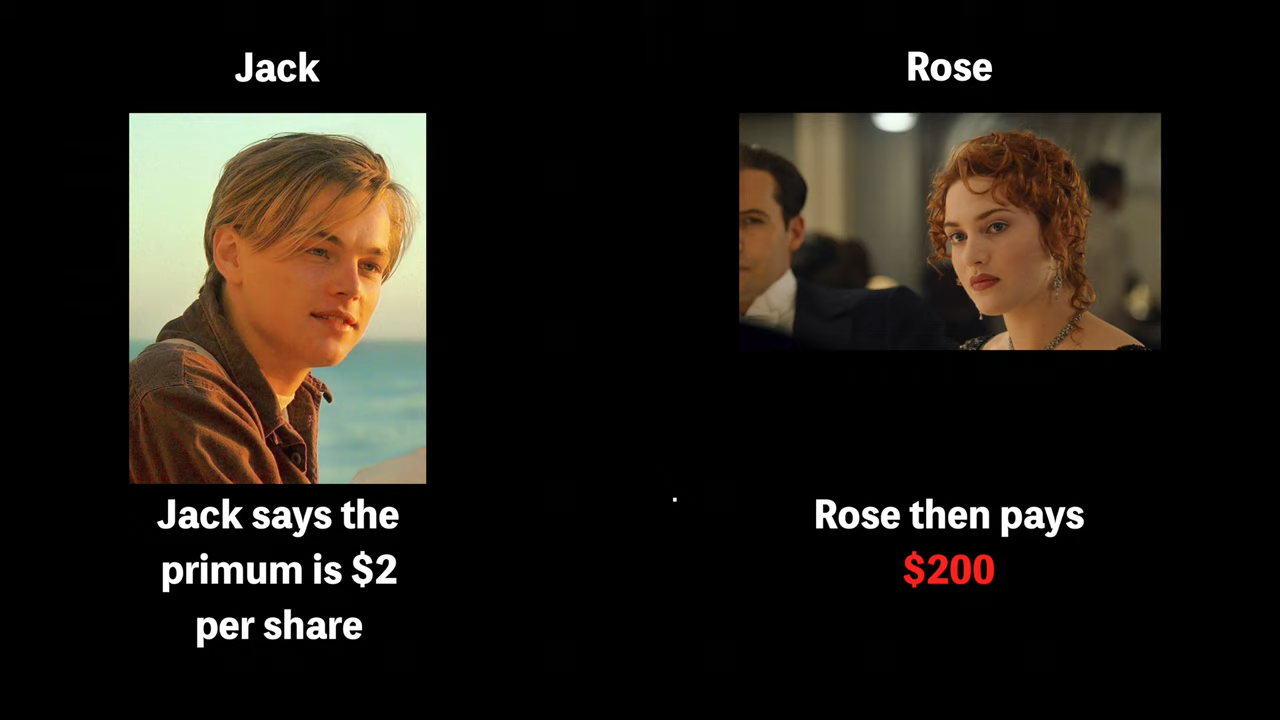 Jack
Rose
Jack says the
primum is $2
per share
Rose then pays
$200